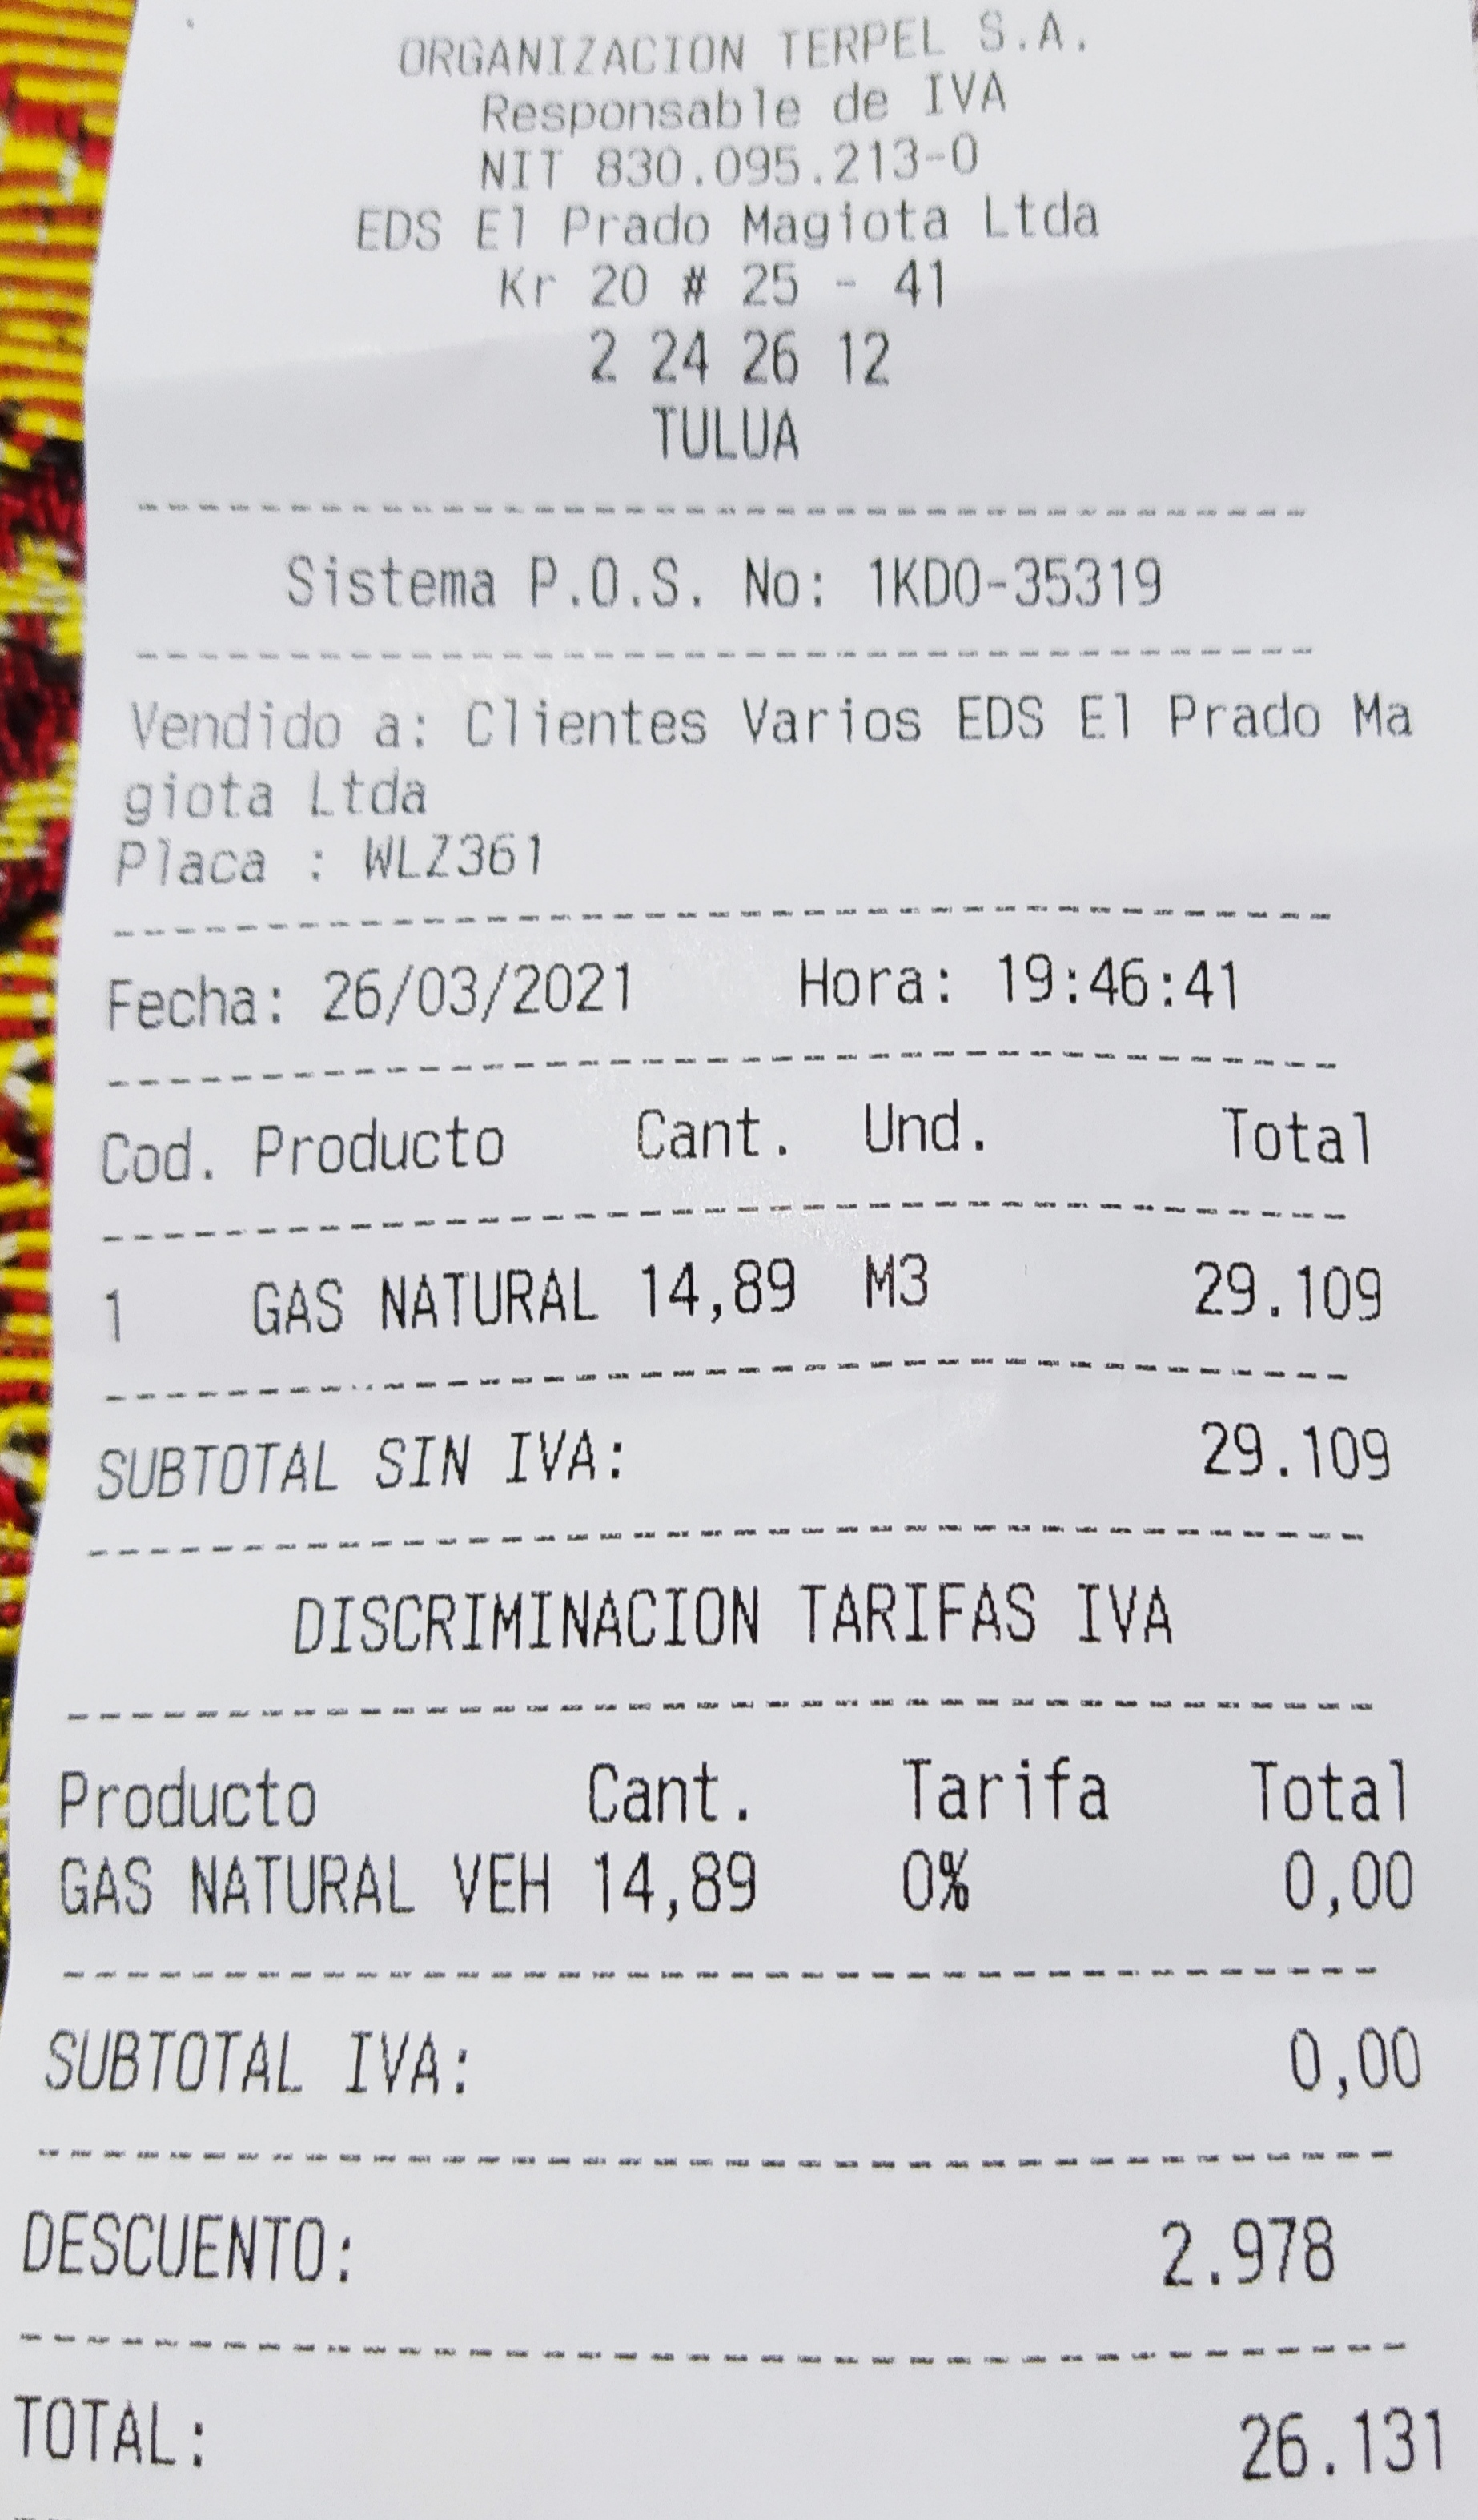 ORGANIZACION TERPEL S.A.
Responsable de IVA
NIT 830.095.213-0
EDS El Prado Magiota Ltda
Kr 20 # 25 - 41
2 24 26 12
TULUA
Sistema P.O.S. No: 1KD0-35319
Vendido a: Clientes Varios EDS El Prado Ma
giota Ltda
Placa : WLZ361
Fecha: 26/03/2021 Hora: 19:46:41
Cod. Producto Cant. Und. Total
1 GAS NATURAL 14,89 M3 29.109
SUBTOTAL SIN IVA: 29.109
DISCRIMINACION TARIFAS IVA
Producto Cant. Tarifa Total
GAS NATURAL VEH 14,89 0% 0,00
SUBTOTAL IVA: 0,00
DESCUENTO: 2.978
TOTAL: 26.131